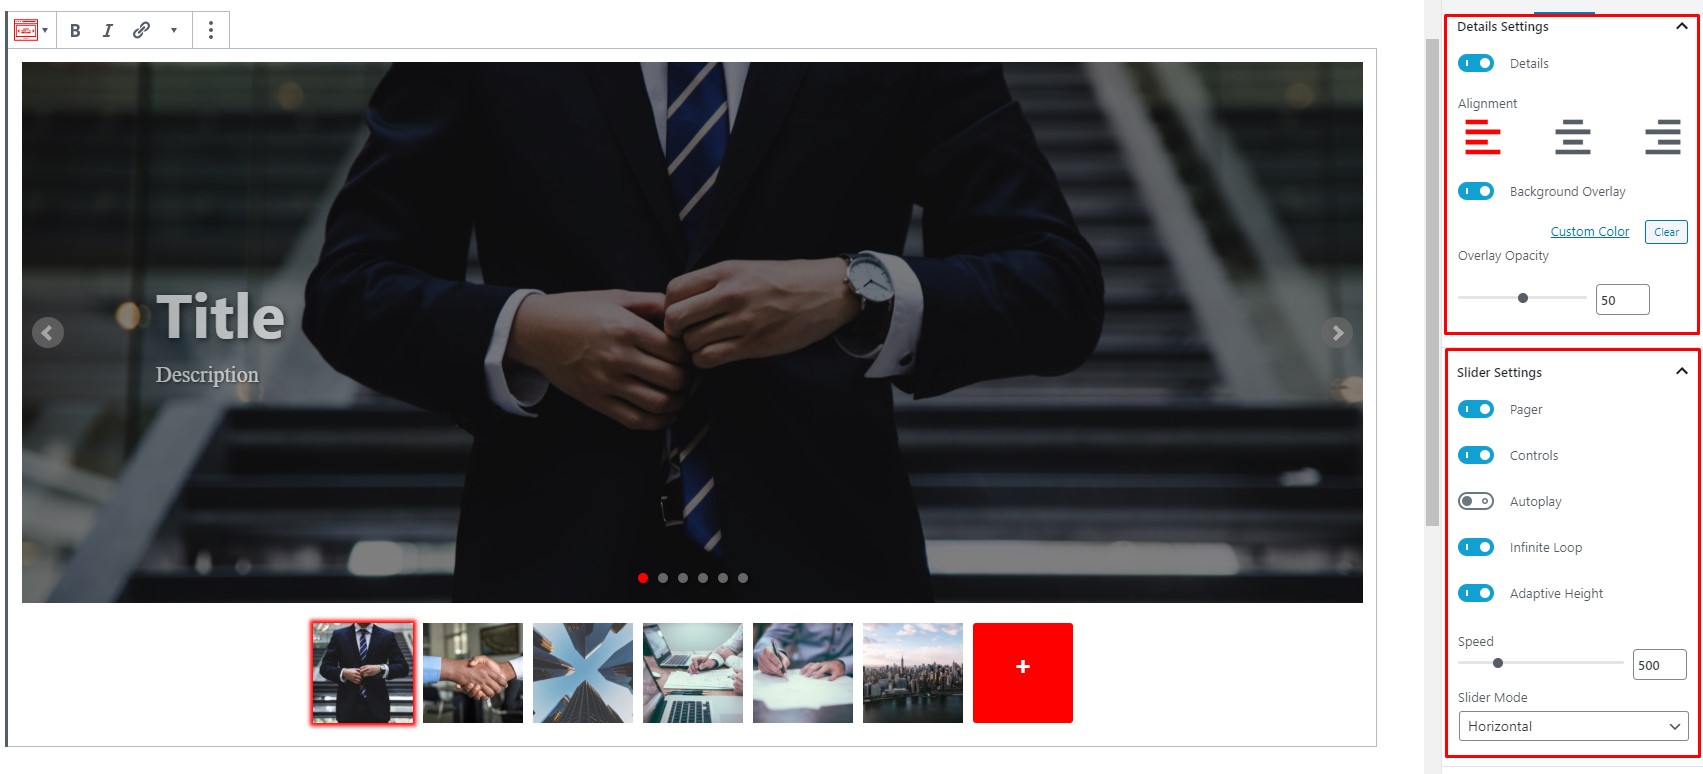 B I
Title
Description
+
Details Settings
Details
Alignment
Background Overlay
Custom Color Clear
Overlay Opacity
50
Slider Settings
Pager
Controls
Autoplay
Infinite Loop
Adaptive Height
Speed
500
Slider Mode
Horizontal